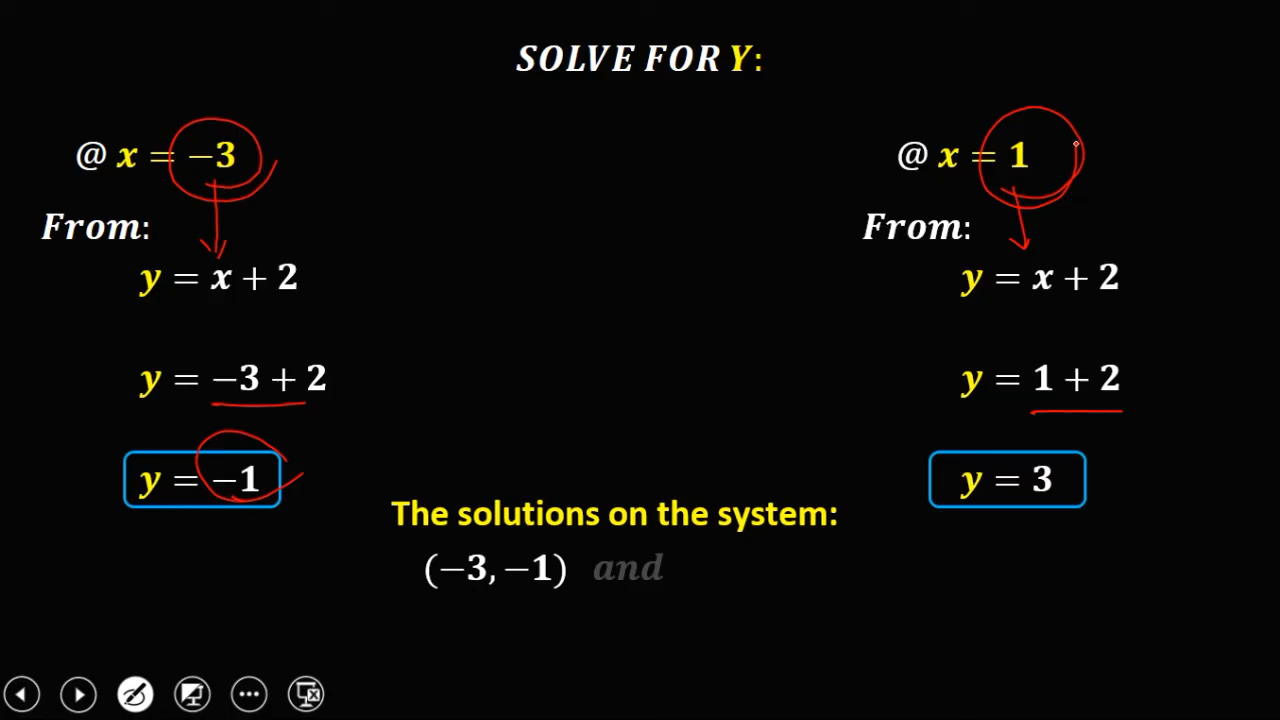 SOLVE FOR Y:
@ x = −3
From:
y = x + 2
y = −3 + 2
y = −1
@ x = 1
From:
y = x + 2
y = 1 + 2
y = 3
The solutions on the system:
(−3, −1) and